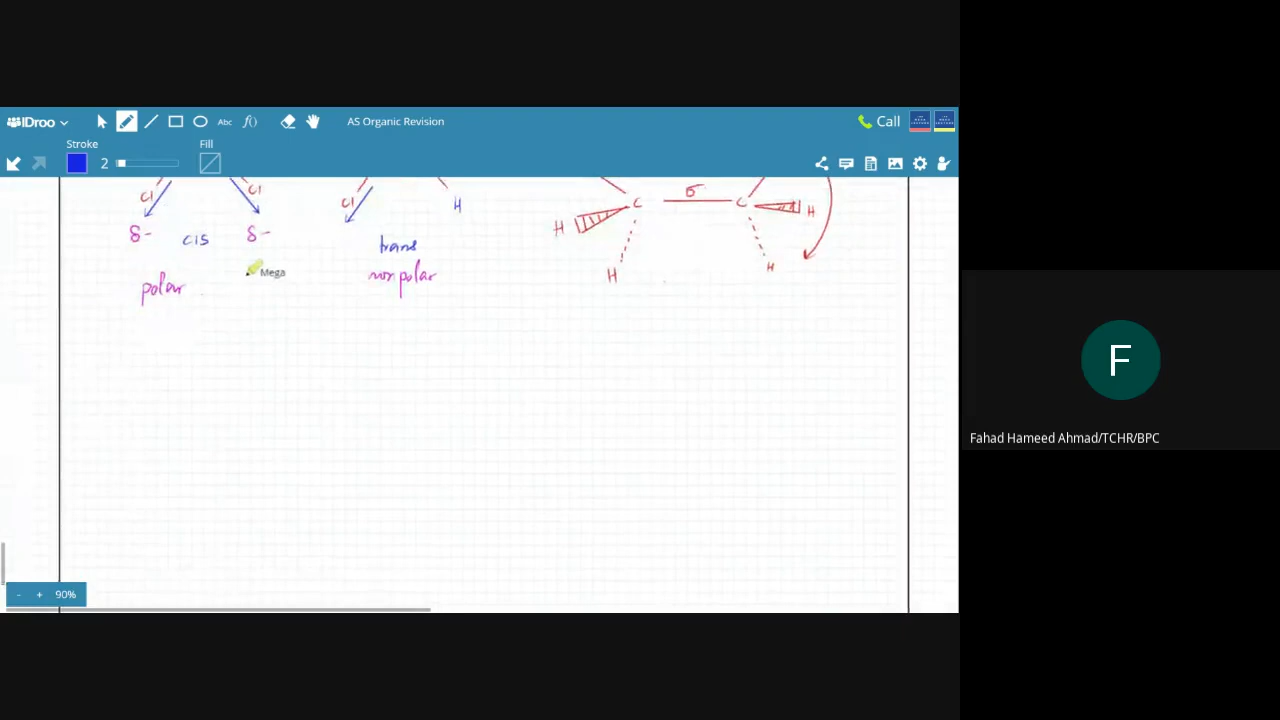 IDroo
Abc
f()
AS Organic Revision
Call
Stroke
Fill
2
Cl
Cl
Cl
H
δ-
cis
δ-
trans
Mega
polar
non polar
σ
C
C
H
H
H
H
90%
F
Fahad Hameed Ahmad/TCHR/BPC